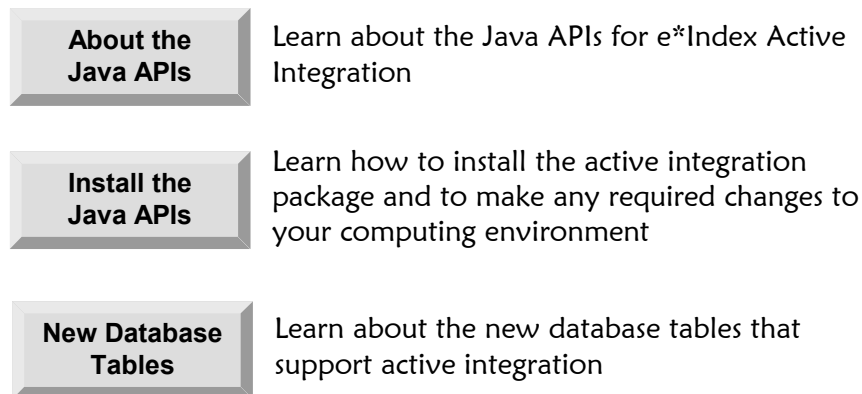 About the
Java APIs
Learn about the Java APIs for e*Index Active
Integration
Install the
Java APIs
Learn how to install the active integration
package and to make any required changes to
your computing environment
New Database
Tables
Learn about the new database tables that
support active integration